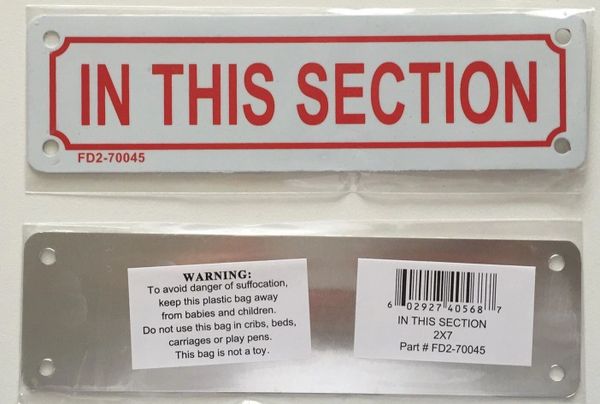 IN THIS SECTION
FD2-70045
WARNING:
To avoid danger of suffocation,
keep this plastic bag away
from babies and children.
Do not use this bag in cribs, beds,
carriages or play pens.
This bag is not a toy.
6 02927 40568 7
IN THIS SECTION
2X7
Part # FD2-70045